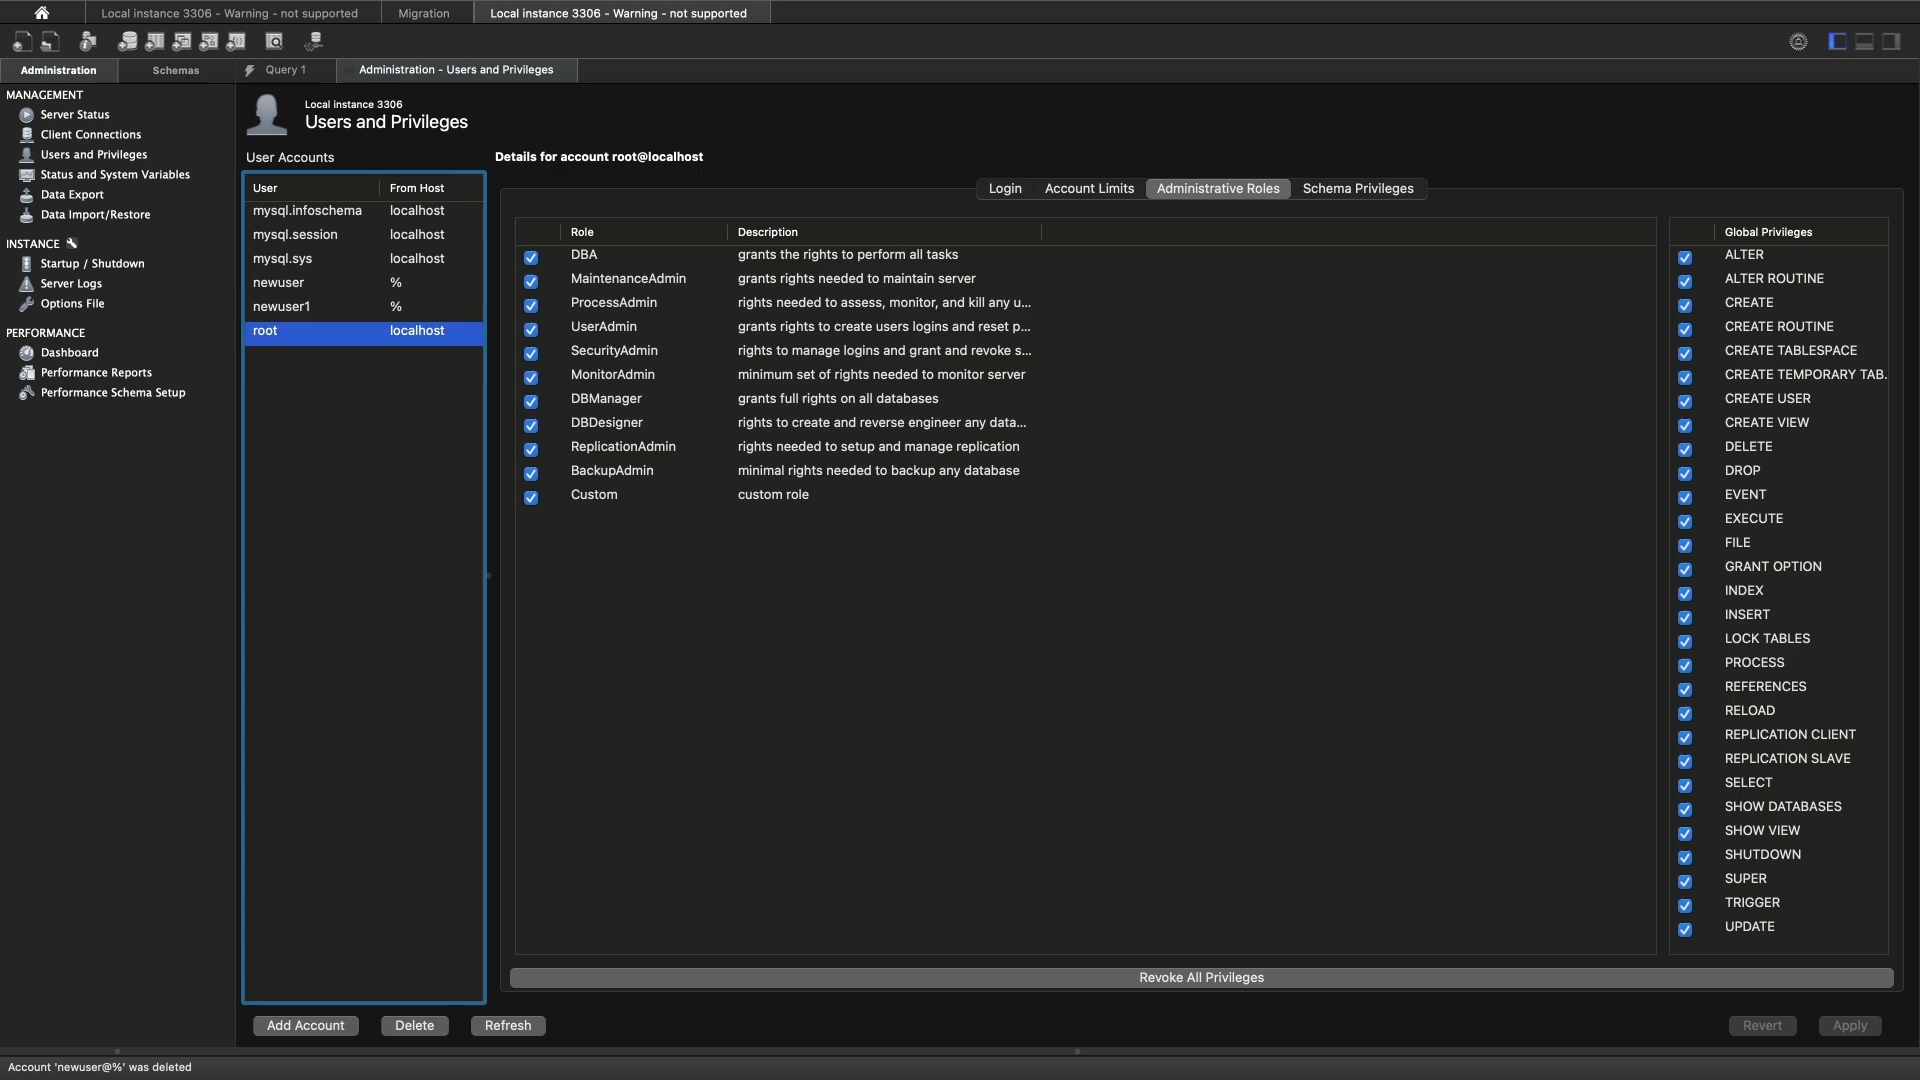 Local instance 3306 - Warning - not supported
Migration
Local instance 3306 - Warning - not supported
Administration
Schemas
Query 1
Administration - Users and Privileges
MANAGEMENT
Server Status
Client Connections
Users and Privileges
Status and System Variables
Data Export
Data Import/Restore
INSTANCE
Startup / Shutdown
Server Logs
Options File
PERFORMANCE
Dashboard
Performance Reports
Performance Schema Setup
Local instance 3306
Users and Privileges
User Accounts
User From Host
mysql.infoschema localhost
mysql.session localhost
mysql.sys localhost
newuser %
newuser1 %
root localhost
Add Account
Delete
Refresh
Details for account root@localhost
Login
Account Limits
Administrative Roles
Schema Privileges
Role Description
DBA grants the rights to perform all tasks
MaintenanceAdmin grants rights needed to maintain server
ProcessAdmin rights needed to assess, monitor, and kill any u...
UserAdmin grants rights to create users logins and reset p...
SecurityAdmin rights to manage logins and grant and revoke s...
MonitorAdmin minimum set of rights needed to monitor server
DBManager grants full rights on all databases
DBDesigner rights to create and reverse engineer any data...
ReplicationAdmin rights needed to setup and manage replication
BackupAdmin minimal rights needed to backup any database
Custom custom role
Global Privileges
ALTER
ALTER ROUTINE
CREATE
CREATE ROUTINE
CREATE TABLESPACE
CREATE TEMPORARY TAB.
CREATE USER
CREATE VIEW
DELETE
DROP
EVENT
EXECUTE
FILE
GRANT OPTION
INDEX
INSERT
LOCK TABLES
PROCESS
REFERENCES
RELOAD
REPLICATION CLIENT
REPLICATION SLAVE
SELECT
SHOW DATABASES
SHOW VIEW
SHUTDOWN
SUPER
TRIGGER
UPDATE
Revoke All Privileges
Revert
Apply
Account 'newuser@%' was deleted